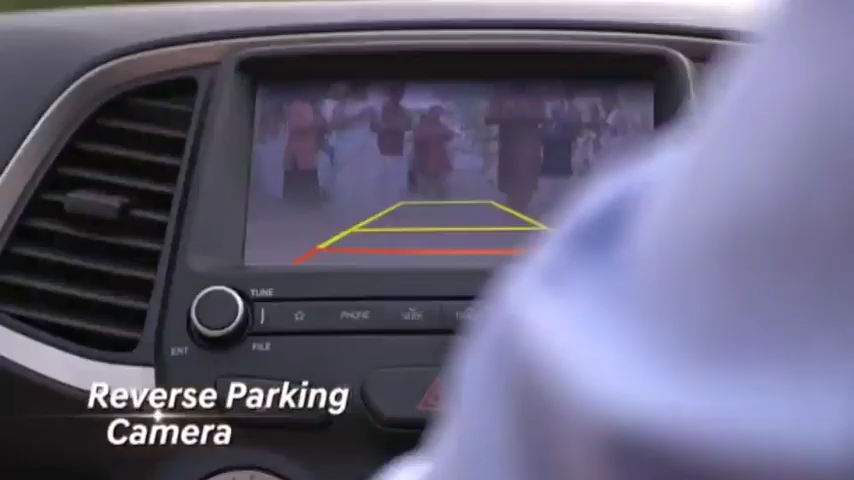 TUNE
PHONE
SEEK
ENT
FILE
Reverse Parking
Camera